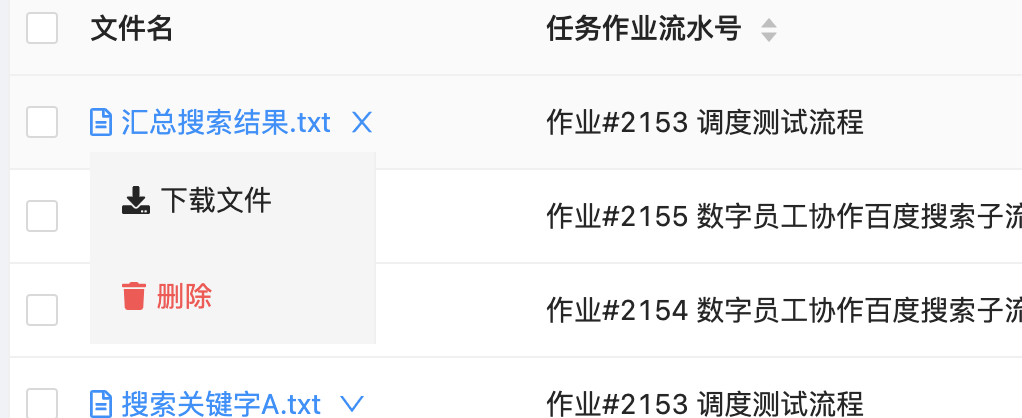 文件名 任务作业流水号
汇总搜索结果.txt 作业#2153 调度测试流程
下载文件
作业#2155 数字员工协作百度搜索子流
删除
作业#2154 数字员工协作百度搜索子流
搜索关键字A.txt 作业#2153 调度测试流程